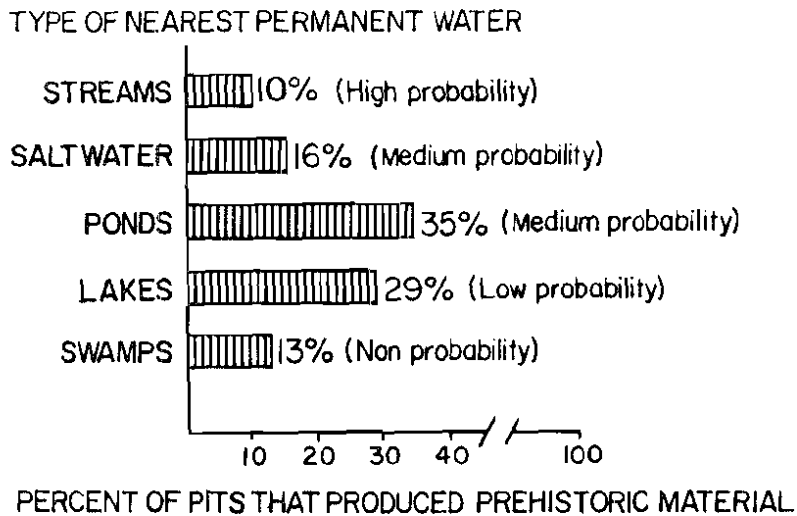 TYPE OF NEAREST PERMANENT WATER
STREAMS 10% (High probability)
SALTWATER 16% (Medium probability)
PONDS 35% (Medium probability)
LAKES 29% (Low probability)
SWAMPS 13% (Non probability)
10 20 30 40 100
PERCENT OF PITS THAT PRODUCED PREHISTORIC MATERIAL